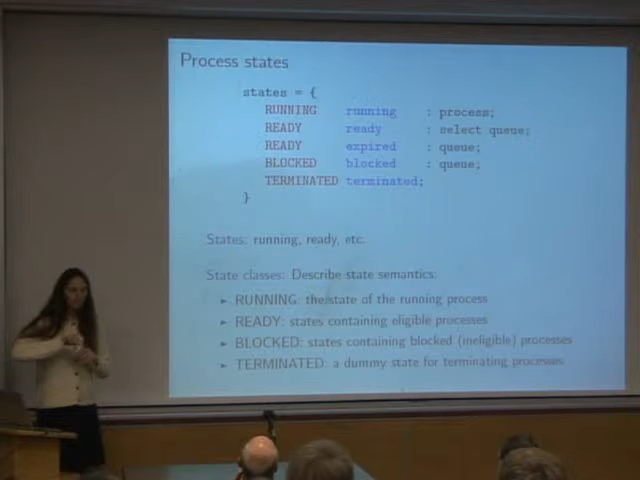 Process states
states = {
RUNNING running : process;
READY ready : select queue;
READY expired : queue;
BLOCKED blocked : queue;
TERMINATED terminated;
}
States: running, ready, etc.
State classes: Describe state semantics:
► RUNNING: the state of the running process
► READY: states containing eligible processes
► BLOCKED: states containing blocked (ineligible) processes
► TERMINATED: a dummy state for terminating processes